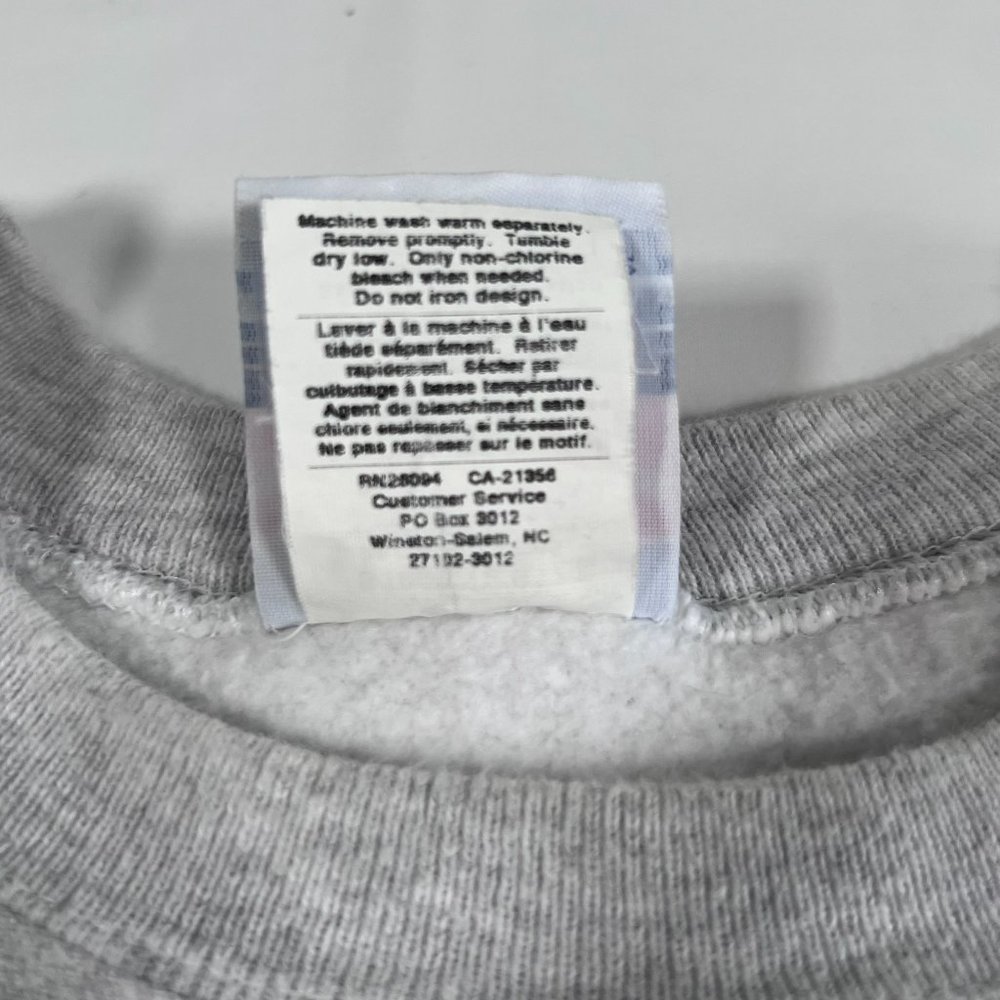 Machine wash warm separately.
Remove promptly. Tumble
dry low. Only non-chlorine
bleach when needed.
Do not iron design.
Laver à la machine à l'eau
tiède séparément. Retirer
rapidement. Sécher par
culbutage à basse température.
Agent de blanchiment sans
chlore seulement, si nécessaire.
Ne pas repasser sur le motif.
RN28094 CA-21356
Customer Service
PO Box 3012
Winston-Salem, NC
27102-3012